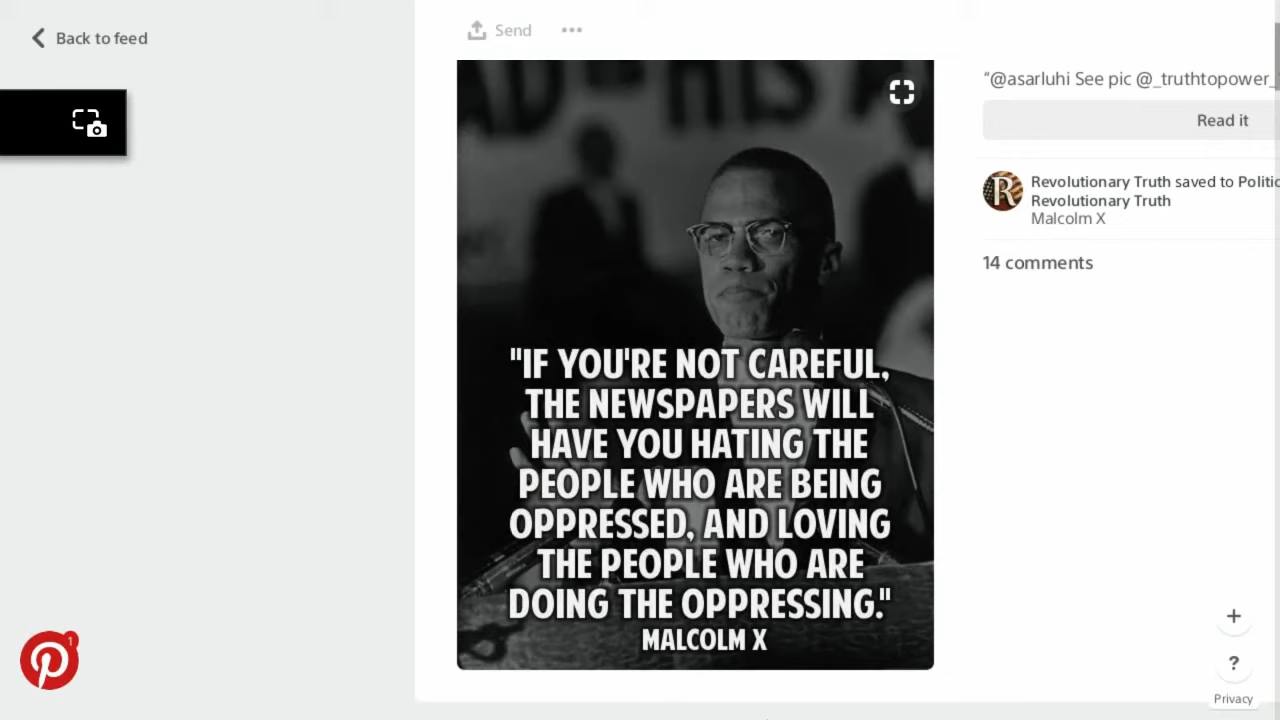 Back to feed
Send
"@asarluhi See pic @_truthtopower_
Read it
R
Revolutionary Truth saved to Politic
Revolutionary Truth
Malcolm X
14 comments
"IF YOU'RE NOT CAREFUL,
THE NEWSPAPERS WILL
HAVE YOU HATING THE
PEOPLE WHO ARE BEING
OPPRESSED, AND LOVING
THE PEOPLE WHO ARE
DOING THE OPPRESSING."
MALCOLM X
1
+
?
Privacy